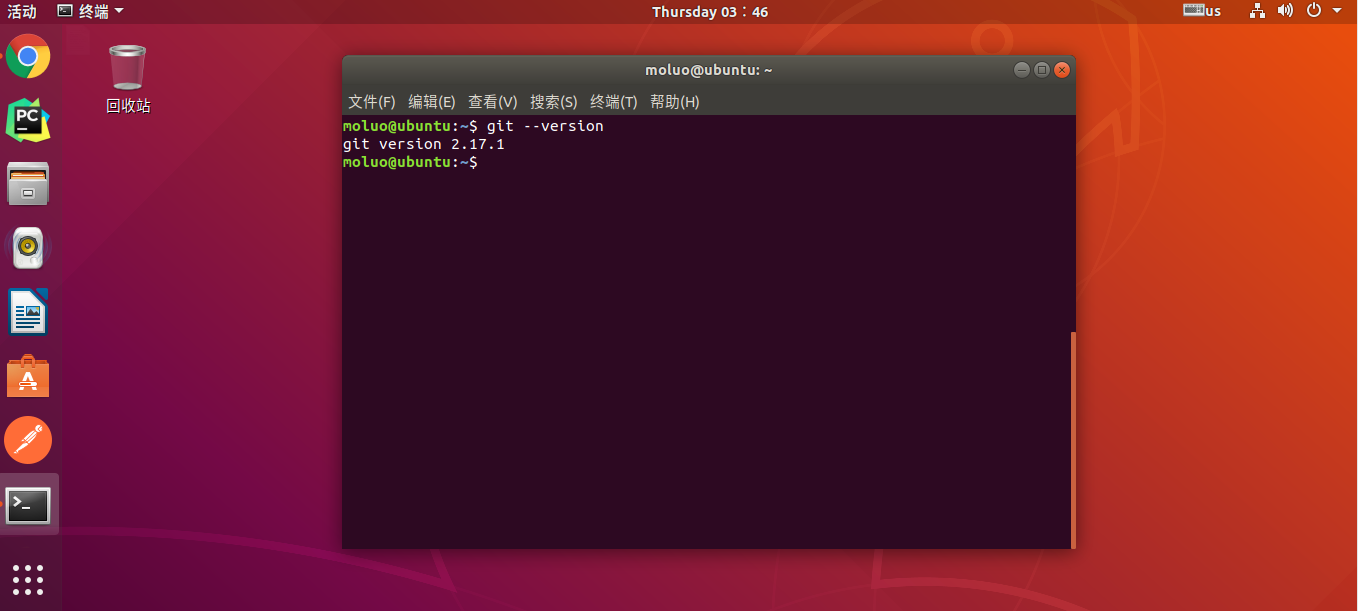 活动 终端 Thursday 03：46 us
回收站
moluo@ubuntu: ~
文件(F) 编辑(E) 查看(V) 搜索(S) 终端(T) 帮助(H)
moluo@ubuntu:~$ git --version
git version 2.17.1
moluo@ubuntu:~$
PC